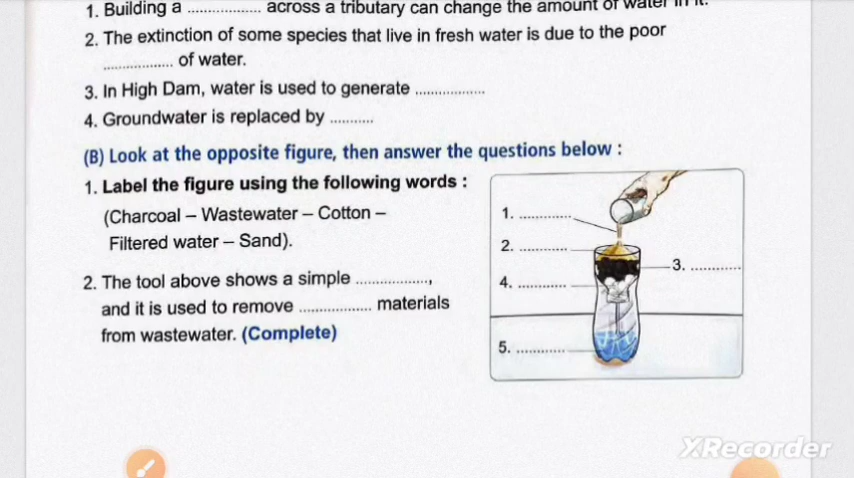 1. Building a .................. across a tributary can change the amount of water in it.
2. The extinction of some species that live in fresh water is due to the poor
.................. of water.
3. In High Dam, water is used to generate ..................
4. Groundwater is replaced by ...........
(B) Look at the opposite figure, then answer the questions below :
1. Label the figure using the following words :
(Charcoal – Wastewater – Cotton –
Filtered water – Sand).
1. .............
2. ............
3. ............
4. ............
5. ............
2. The tool above shows a simple ..................,
and it is used to remove .................. materials
from wastewater. (Complete)
XRecorder